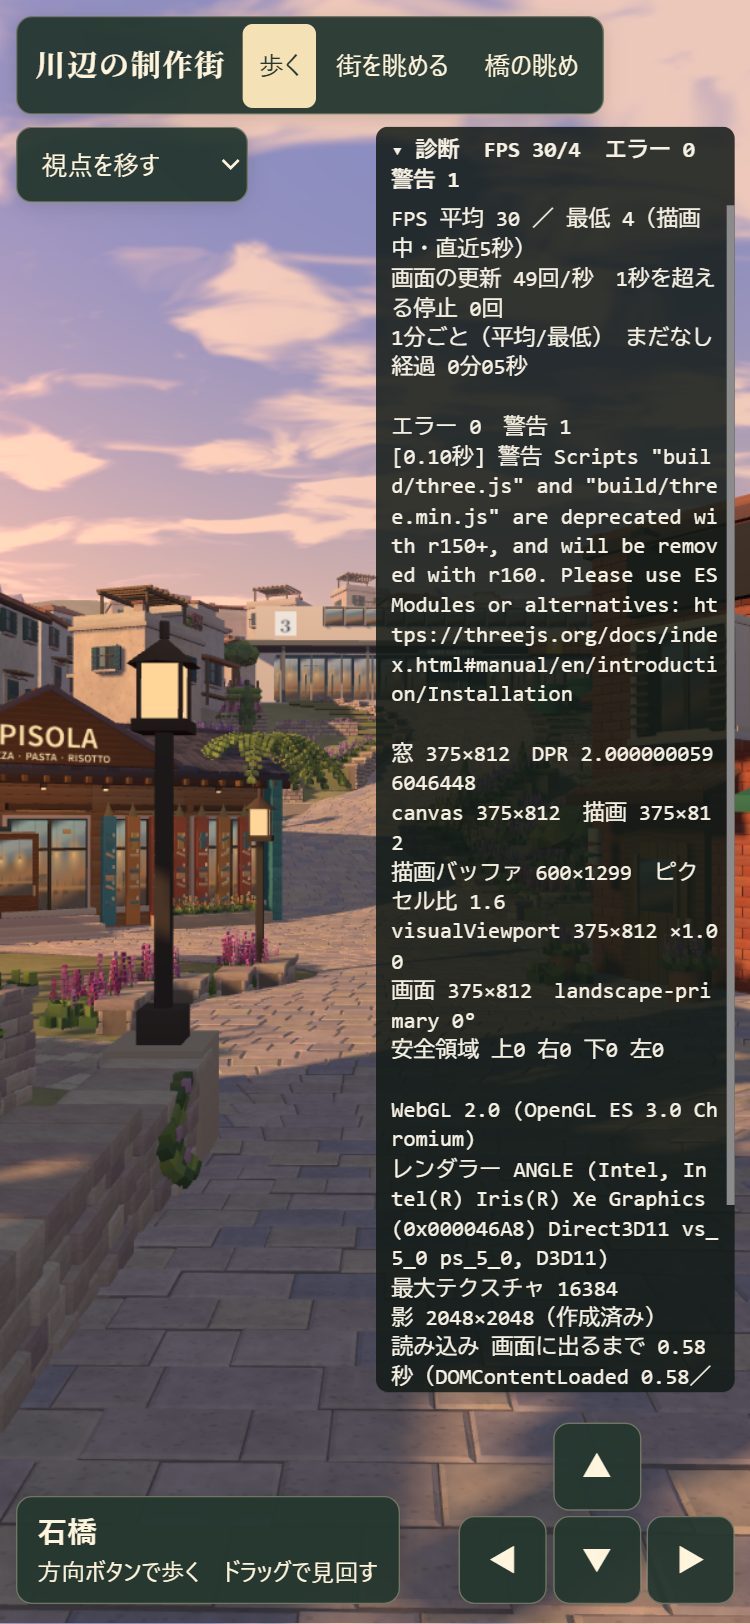 川辺の制作街 歩く 街を眺める 橋の眺め
視点を移す
▼ 診断 FPS 30/4 エラー 0
警告 1
FPS 平均 30 ／ 最低 4（描画
中・直近5秒）
画面の更新 49回/秒 1秒を超え
る停止 0回
1分ごと（平均/最低） まだなし
経過 0分05秒
エラー 0 警告 1
[0.10秒] 警告 Scripts "buil
d/three.js" and "build/thre
e.min.js" are deprecated wi
th r150+, and will be remov
ed with r160. Please use ES
Modules or alternatives: ht
tps://threejs.org/docs/inde
x.html#manual/en/introducti
on/Installation
窓 375×812 DPR 2.000000059
6046448
canvas 375×812 描画 375×81
2
描画バッファ 600×1299 ピク
セル比 1.6
visualViewport 375×812 ×1.0
0
画面 375×812 landscape-pri
mary 0°
安全領域 上0 右0 下0 左0
WebGL 2.0 (OpenGL ES 3.0 Ch
romium)
レンダラー ANGLE (Intel, In
tel(R) Iris(R) Xe Graphics
(0x000046A8) Direct3D11 vs_
5_0 ps_5_0, D3D11)
最大テクスチャ 16384
影 2048×2048（作成済み）
読み込み 画面に出るまで 0.58
秒（DOMContentLoaded 0.58／
3
PISOLA
ZZA · PASTA · RISOTTO
▲
◀ ▼ ▶
石橋
方向ボタンで歩く ドラッグで見回す